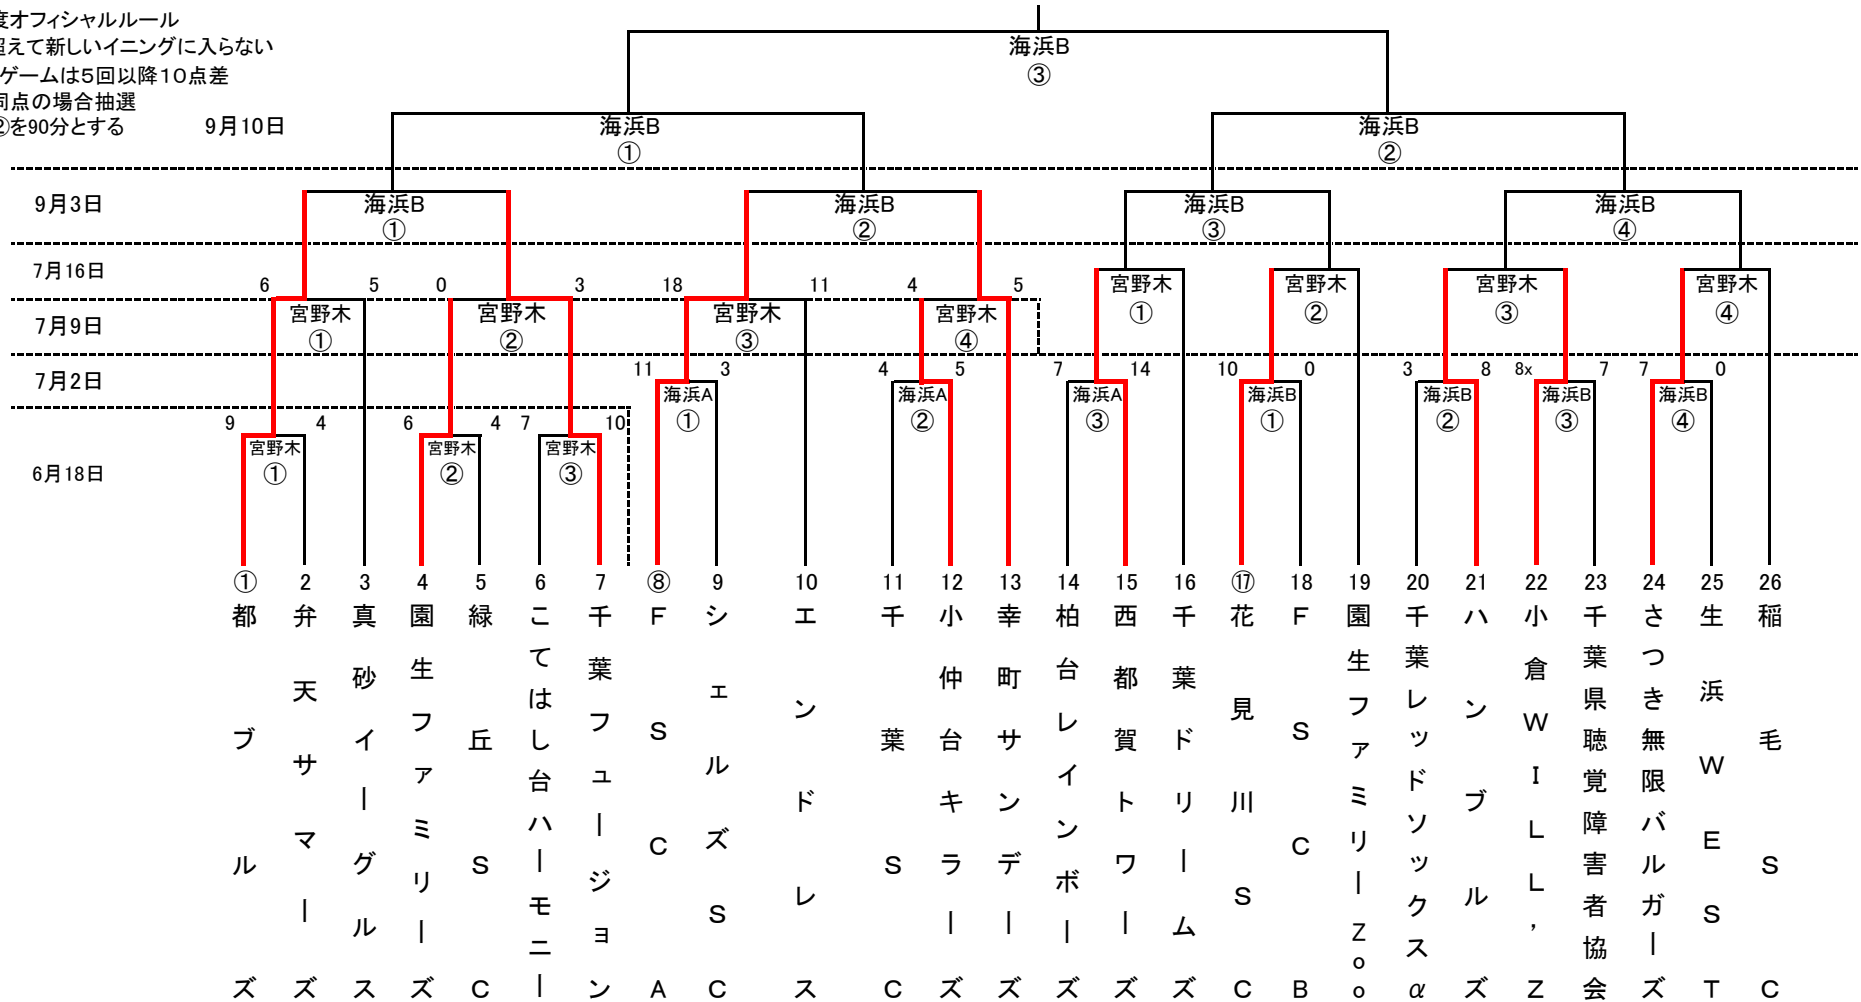 度オフィシャルルール
超えて新しいイニングに入らない
ゲームは5回以降10点差
同点の場合抽選
②を90分とする
9月10日
海浜B
③
海浜B
①
海浜B
②
9月3日
海浜B
①
海浜B
②
海浜B
③
海浜B
④
7月16日
宮野木
①
宮野木
②
宮野木
③
宮野木
④
7月9日
6 5 0 3 18 11 4 5
宮野木
①
宮野木
②
宮野木
③
宮野木
④
7月2日
11 3 4 5 7 14 10 0 3 8 8x 7 7 0
海浜A
①
海浜A
②
海浜A
③
海浜B
①
海浜B
②
海浜B
③
海浜B
④
6月18日
9 4 6 4 7 10
宮野木
①
宮野木
②
宮野木
③
① 都ブルズ
2 弁天サマーズ
3 真砂イーグルス
4 園生ファミリーズ
5 緑丘SC
6 こてはし台ハーモニー
7 千葉フュージョン
⑧ FSCA
9 シェルズSC
10 エンドレス
11 千葉SC
12 小仲台キラーズ
13 幸町サンデーズ
14 柏台レインボーズ
15 西都賀トワーズ
16 千葉ドリームズ
⑰ 花見川SC
18 FSCB
19 園生ファミリーZoo
20 千葉レッドソックスα
21 ハンブルズ
22 小倉WILL,Z
23 千葉県聴覚障害者協会
24 さつき無限バルガーズ
25 生浜WEST
26 稲毛SC